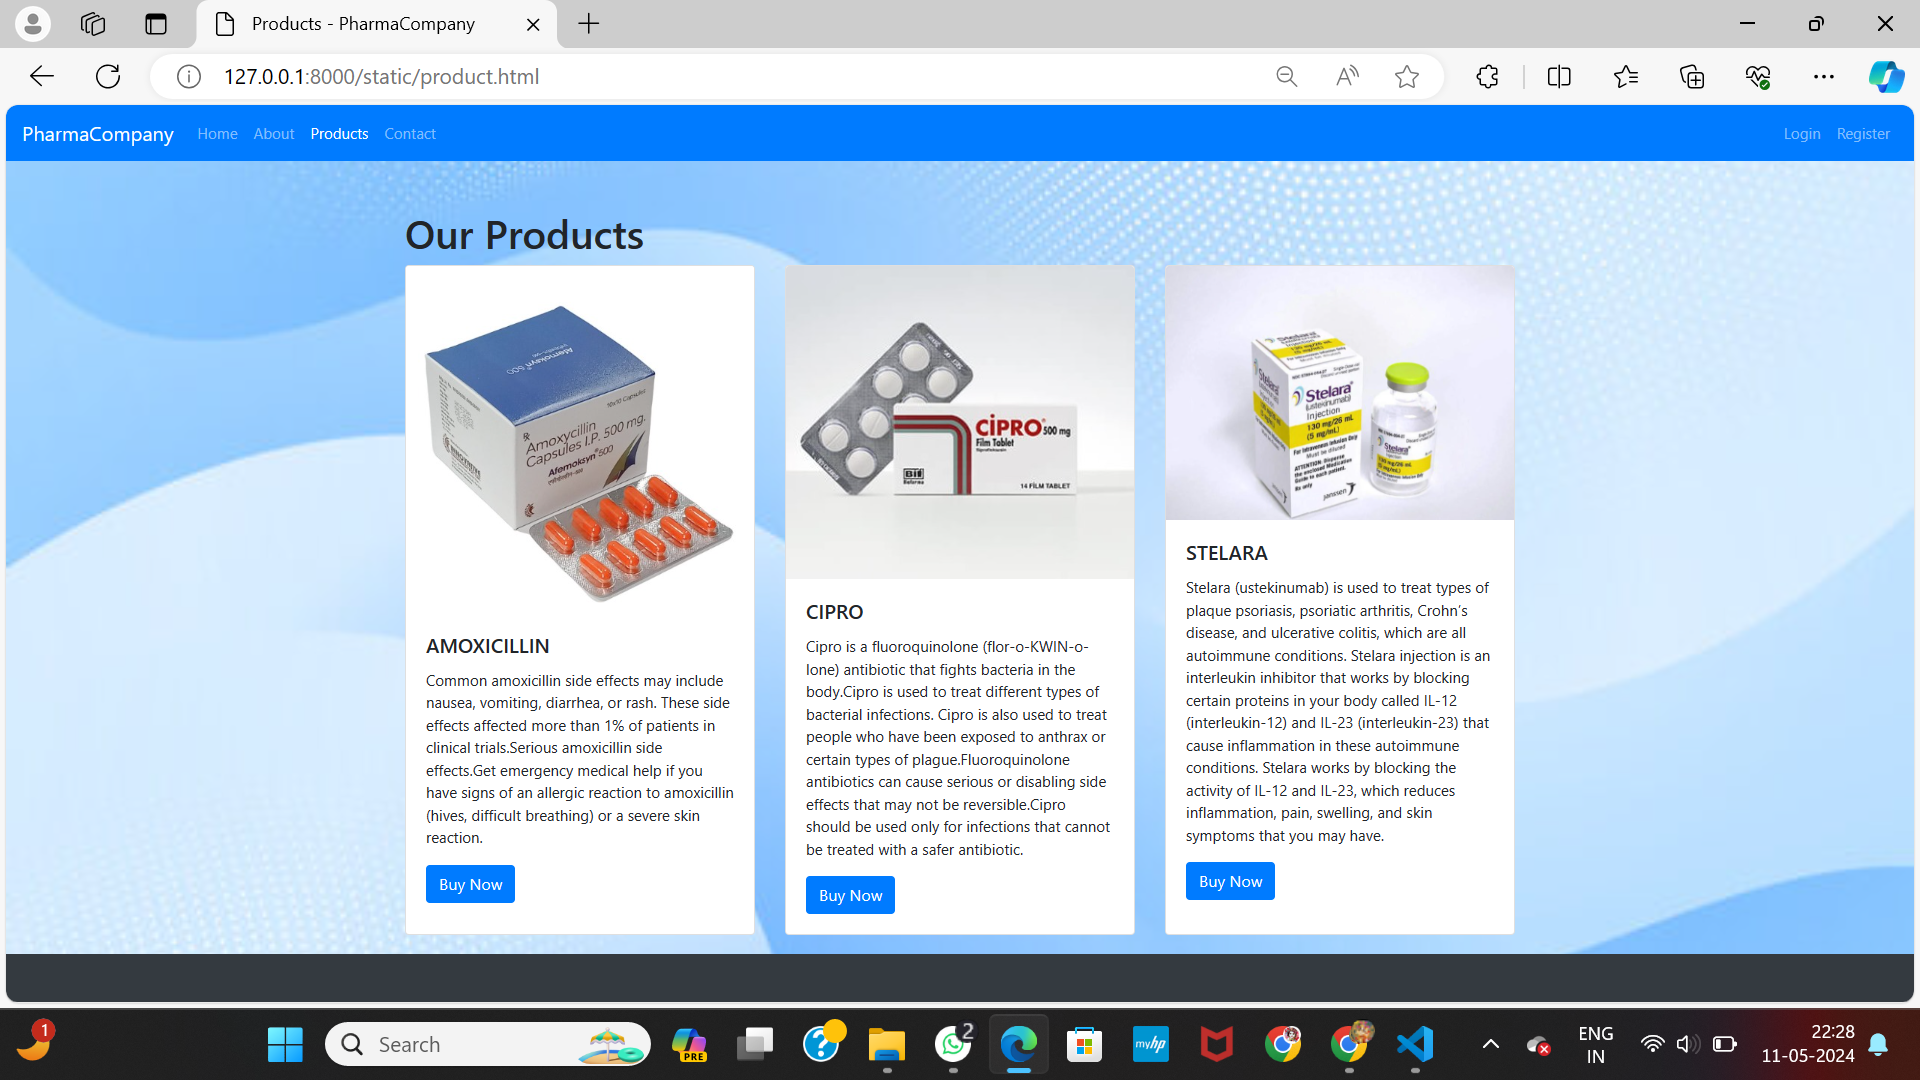 Products - PharmaCompany
127.0.0.1:8000/static/product.html
PharmaCompany Home About Products Contact Login Register
Our Products
Amoxycillin
Capsules I.P. 500 mg.
Afemoksyn®500
10x10 Capsules
AMOXICILLIN
Common amoxicillin side effects may include
nausea, vomiting, diarrhea, or rash. These side
effects affected more than 1% of patients in
clinical trials.Serious amoxicillin side
effects.Get emergency medical help if you
have signs of an allergic reaction to amoxicillin
(hives, difficult breathing) or a severe skin
reaction.
Buy Now
CİPRO® 500 mg
Film Tablet
14 FİLM TABLET
CIPRO
Cipro is a fluoroquinolone (flor-o-KWIN-o-
lone) antibiotic that fights bacteria in the
body.Cipro is used to treat different types of
bacterial infections. Cipro is also used to treat
people who have been exposed to anthrax or
certain types of plague.Fluoroquinolone
antibiotics can cause serious or disabling side
effects that may not be reversible.Cipro
should be used only for infections that cannot
be treated with a safer antibiotic.
Buy Now
Stelara®
(ustekinumab)
Injection
130 mg/26 mL
(5 mg/mL)
janssen
Stelara
STELARA
Stelara (ustekinumab) is used to treat types of
plaque psoriasis, psoriatic arthritis, Crohn’s
disease, and ulcerative colitis, which are all
autoimmune conditions. Stelara injection is an
interleukin inhibitor that works by blocking
certain proteins in your body called IL-12
(interleukin-12) and IL-23 (interleukin-23) that
cause inflammation in these autoimmune
conditions. Stelara works by blocking the
activity of IL-12 and IL-23, which reduces
inflammation, pain, swelling, and skin
symptoms that you may have.
Buy Now
1
Search
PRE
2
myhp
ENG
IN
22:28
11-05-2024